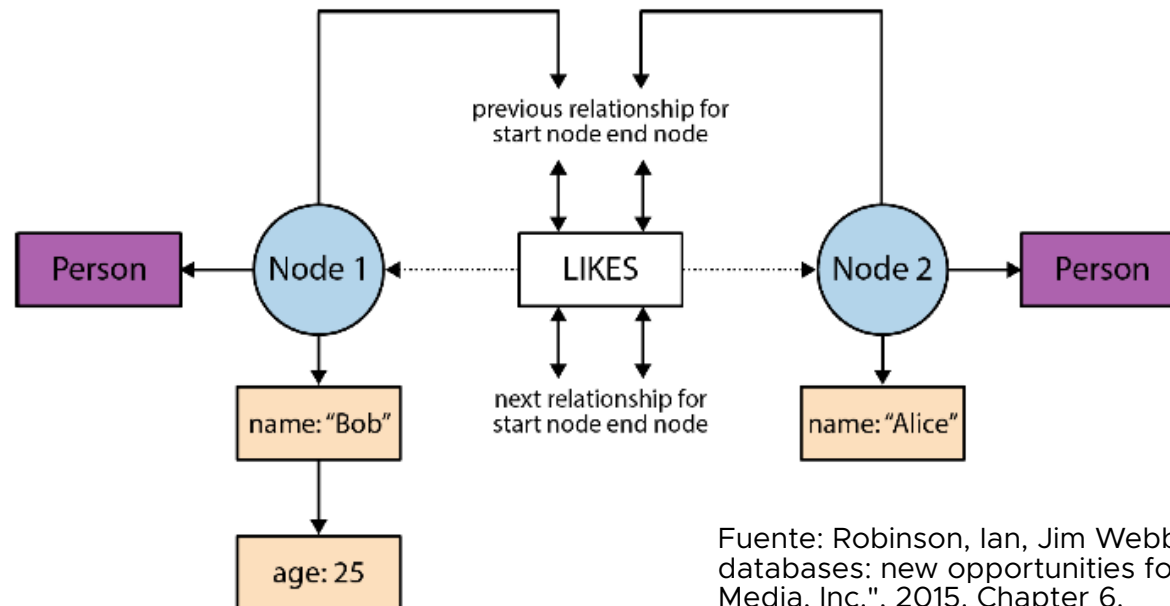 previous relationship for
start node end node
Person
Node 1
LIKES
Node 2
Person
name: “Bob”
next relationship for
start node end node
name: “Alice”
age: 25
Fuente: Robinson, Ian, Jim Webb
databases: new opportunities fo
Media, Inc.", 2015. Chapter 6.